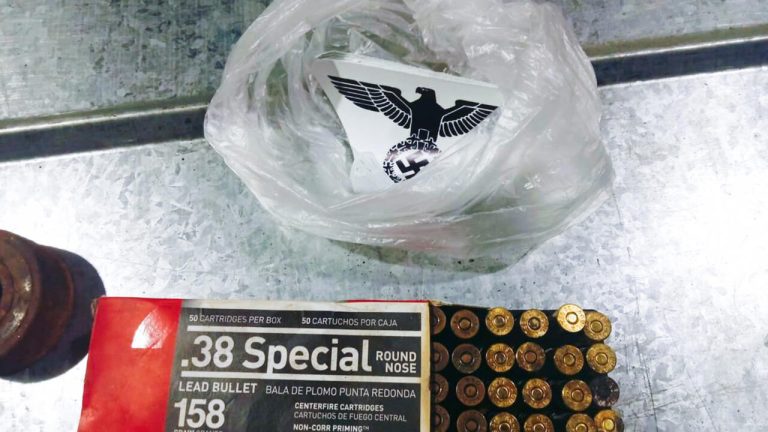 50 CARTRIDGES PER BOX 50 CARTUCHOS POR CAJA
.38 Special ROUND NOSE
LEAD BULLET BALA DE PLOMO PUNTA REDONDA
158 CENTERFIRE CARTRIDGES
CARTUCHOS DE FUEGO CENTRAL
NON-CORR PRIMING™